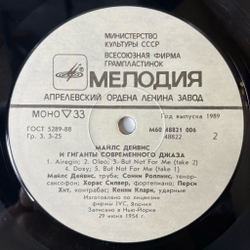 МИНИСТЕРСТВО
КУЛЬТУРЫ СССР
ВСЕСОЮЗНАЯ ФИРМА
ГРАМПЛАСТИНОК
МЕЛОДИЯ
АПРЕЛЕВСКИЙ ОРДЕНА ЛЕНИНА ЗАВОД
МОНО 33
Год выпуска 1989
ГОСТ 5289-88
М60 48821 006
Гр. 3. 3-25
48822 2
МАЙЛС ДЕЙВИС
И ГИГАНТЫ СОВРЕМЕННОГО ДЖАЗА
1. Airegin; 2. Oleo; 3. But Not For Me (take 2)
4. Doxy; 5. But Not For Me (take 1)
Майлс Дейвис, труба; Сонни Роллинс, тенор-
саксофон; Хорас Силвер, фортепиано; Перси
Хит, контрабас; Кенни Кларк, ударные
Изготовлено по лицензии
фирмы JVC, Япония
Записано в Нью-Йорке
29 июня 1954 г.